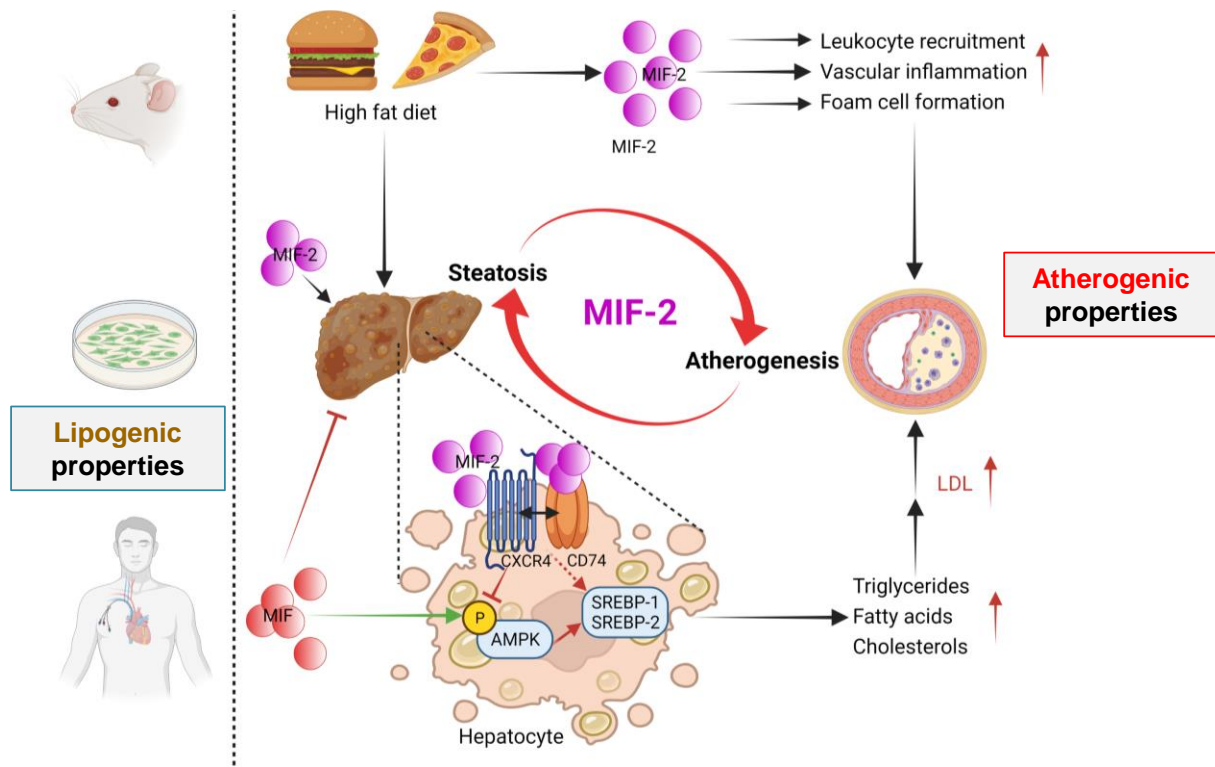 High fat diet
MIF-2
MIF-2
Leukocyte recruitment
Vascular inflammation
Foam cell formation
MIF-2
Steatosis
MIF-2
Atherogenesis
Atherogenic
properties
Lipogenic
properties
MIF-2
CXCR4
CD74
LDL
MIF
P
AMPK
SREBP-1
SREBP-2
Triglycerides
Fatty acids
Cholesterols
Hepatocyte